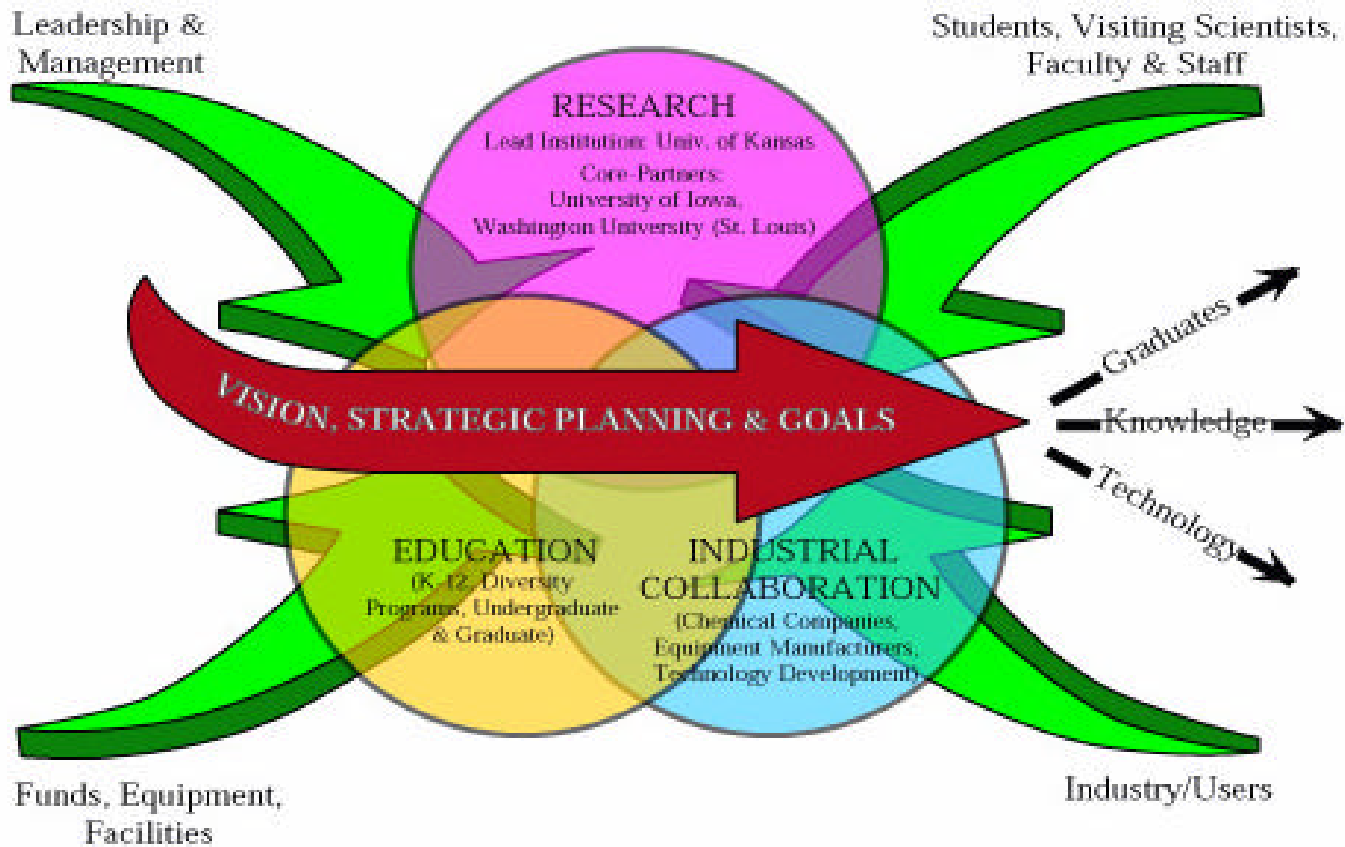 Leadership &
Management
Students, Visiting Scientists,
Faculty & Staff
RESEARCH
Lead Institution: Univ. of Kansas
Core-Partners:
University of Iowa,
Washington University (St. Louis)
VISION, STRATEGIC PLANNING & GOALS
Graduates
Knowledge
Technology
EDUCATION
(K-12, Diversity
Programs, Undergraduate
& Graduate)
INDUSTRIAL
COLLABORATION
(Chemical Companies,
Equipment Manufacturers,
Technology Development)
Funds, Equipment,
Facilities
Industry/Users